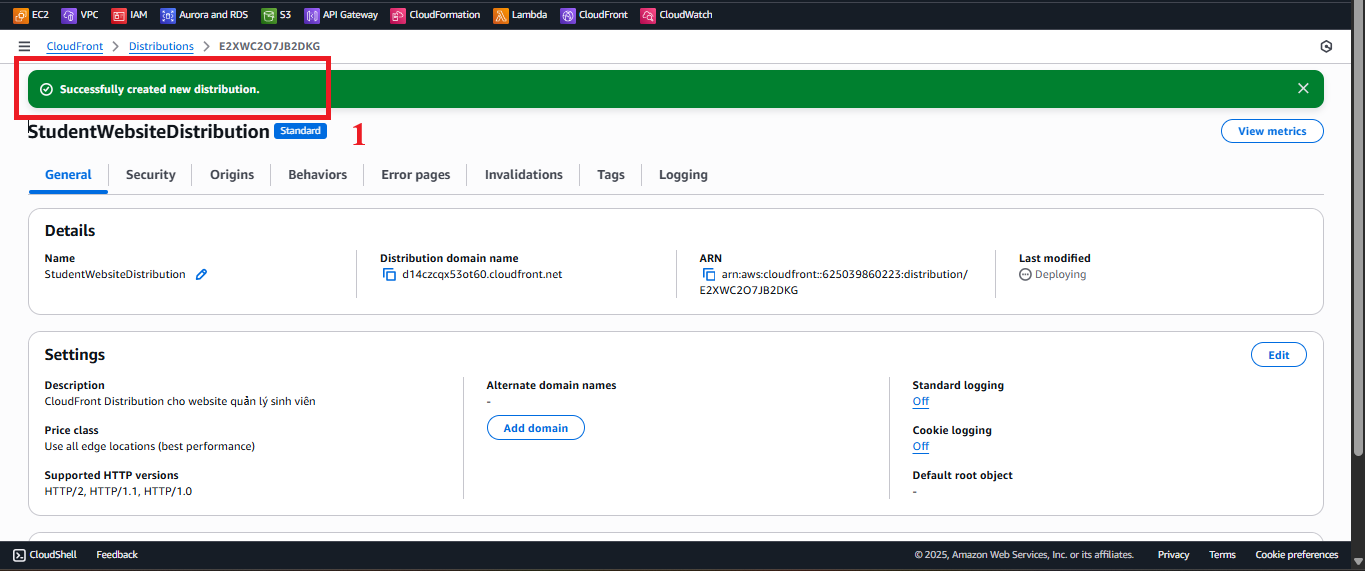 EC2 VPC IAM Aurora and RDS S3 API Gateway CloudFormation Lambda CloudFront CloudWatch
CloudFront > Distributions > E2XWC2O7JB2DKG
Successfully created new distribution.
StudentWebsiteDistribution Standard
1
View metrics
General Security Origins Behaviors Error pages Invalidations Tags Logging
Details
Name
StudentWebsiteDistribution
Distribution domain name
d14czcqx53ot60.cloudfront.net
ARN
arn:aws:cloudfront::625039860223:distribution/
E2XWC2O7JB2DKG
Last modified
Deploying
Settings
Edit
Description
CloudFront Distribution cho website quản lý sinh viên
Price class
Use all edge locations (best performance)
Supported HTTP versions
HTTP/2, HTTP/1.1, HTTP/1.0
Alternate domain names
-
Add domain
Standard logging
Off
Cookie logging
Off
Default root object
-
CloudShell Feedback © 2025, Amazon Web Services, Inc. or its affiliates. Privacy Terms Cookie preferences